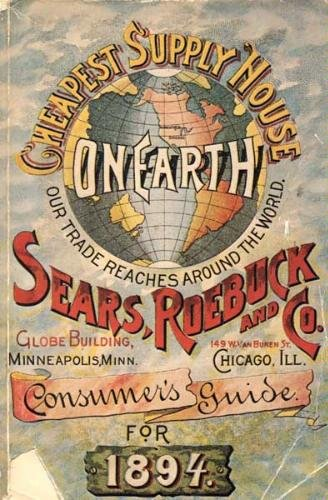 CHEAPEST SUPPLY HOUSE
ON EARTH
OUR TRADE REACHES AROUND THE WORLD.
SEARS, ROEBUCK
AND CO.
GLOBE BUILDING,
MINNEAPOLIS, MINN.
149 W. VAN BUREN ST.
CHICAGO, ILL.
Consumer's Guide.
FOR
1894.